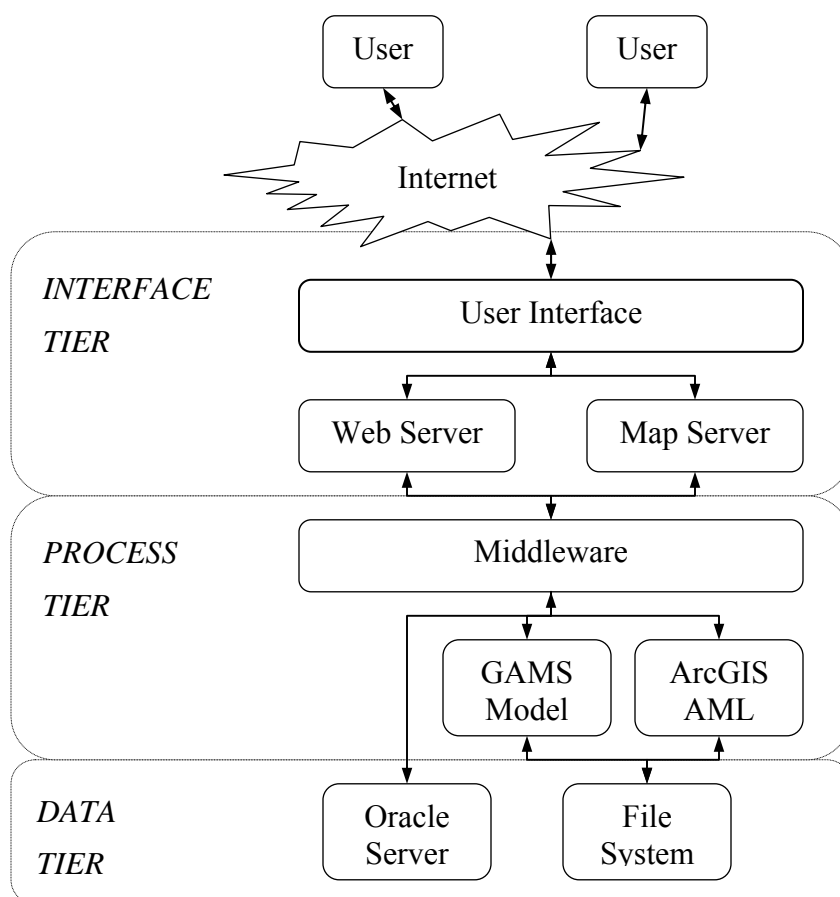 User
User
Internet
INTERFACE
TIER
User Interface
Web Server
Map Server
PROCESS
TIER
Middleware
GAMS
Model
ArcGIS
AML
DATA
TIER
Oracle
Server
File
System